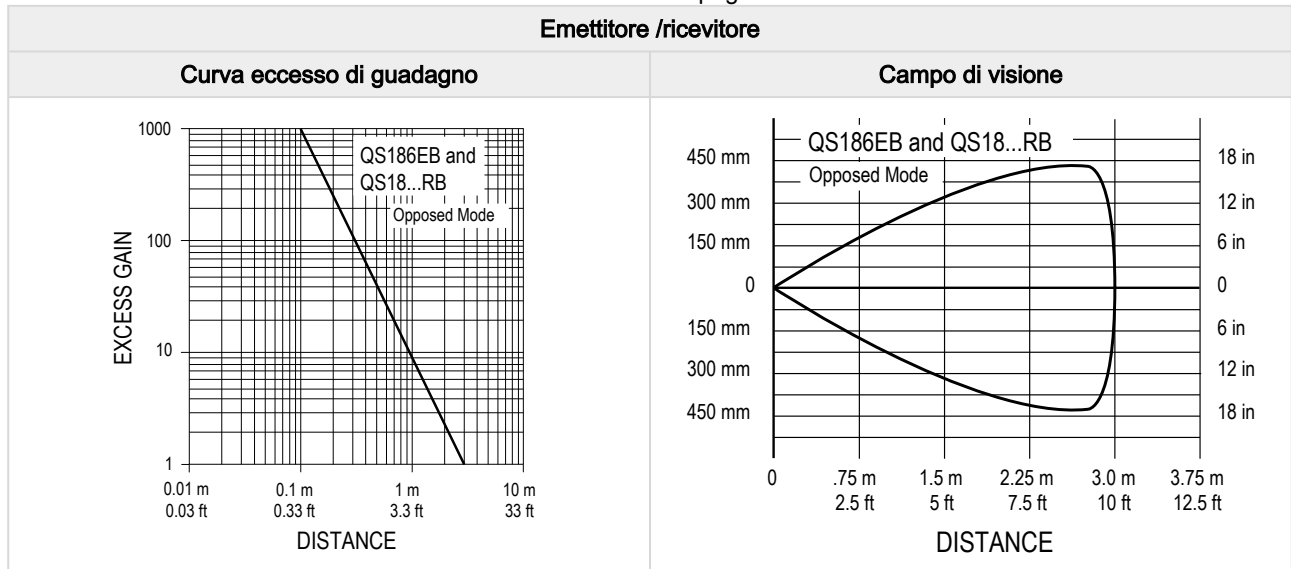 Emettitore /ricevitore
Curva eccesso di guadagno
Campo di visione
1000
100
10
1
EXCESS GAIN
QS186EB and
QS18...RB
Opposed Mode
0.01 m
0.03 ft
0.1 m
0.33 ft
1 m
3.3 ft
10 m
33 ft
DISTANCE
QS186EB and QS18...RB
Opposed Mode
450 mm
300 mm
150 mm
0
150 mm
300 mm
450 mm
18 in
12 in
6 in
0
6 in
12 in
18 in
0
.75 m
2.5 ft
1.5 m
5 ft
2.25 m
7.5 ft
3.0 m
10 ft
3.75 m
12.5 ft
DISTANCE